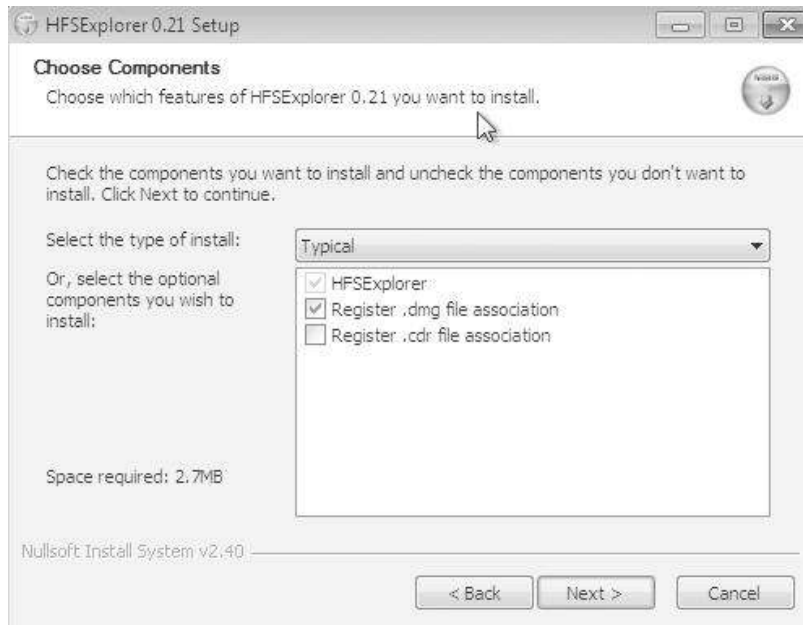 HFSExplorer 0.21 Setup
Choose Components
Choose which features of HFSExplorer 0.21 you want to install.
Check the components you want to install and uncheck the components you don't want to
install. Click Next to continue.
Select the type of install:
Typical
Or, select the optional
components you wish to
install:
HFSExplorer
Register .dmg file association
Register .cdr file association
Space required: 2.7MB
Nullsoft Install System v2.40
< Back
Next >
Cancel